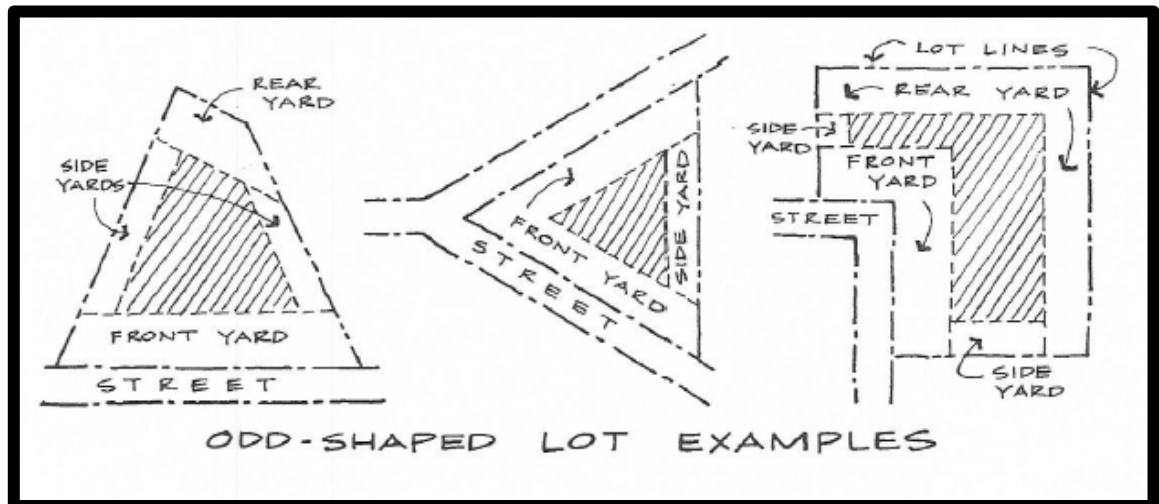 REAR
YARD
SIDE
YARDS
FRONT YARD
STREET
FRONT YARD
STREET
SIDE YARD
LOT LINES
REAR YARD
SIDE
YARD
FRONT
YARD
STREET
SIDE
YARD
ODD-SHAPED LOT EXAMPLES